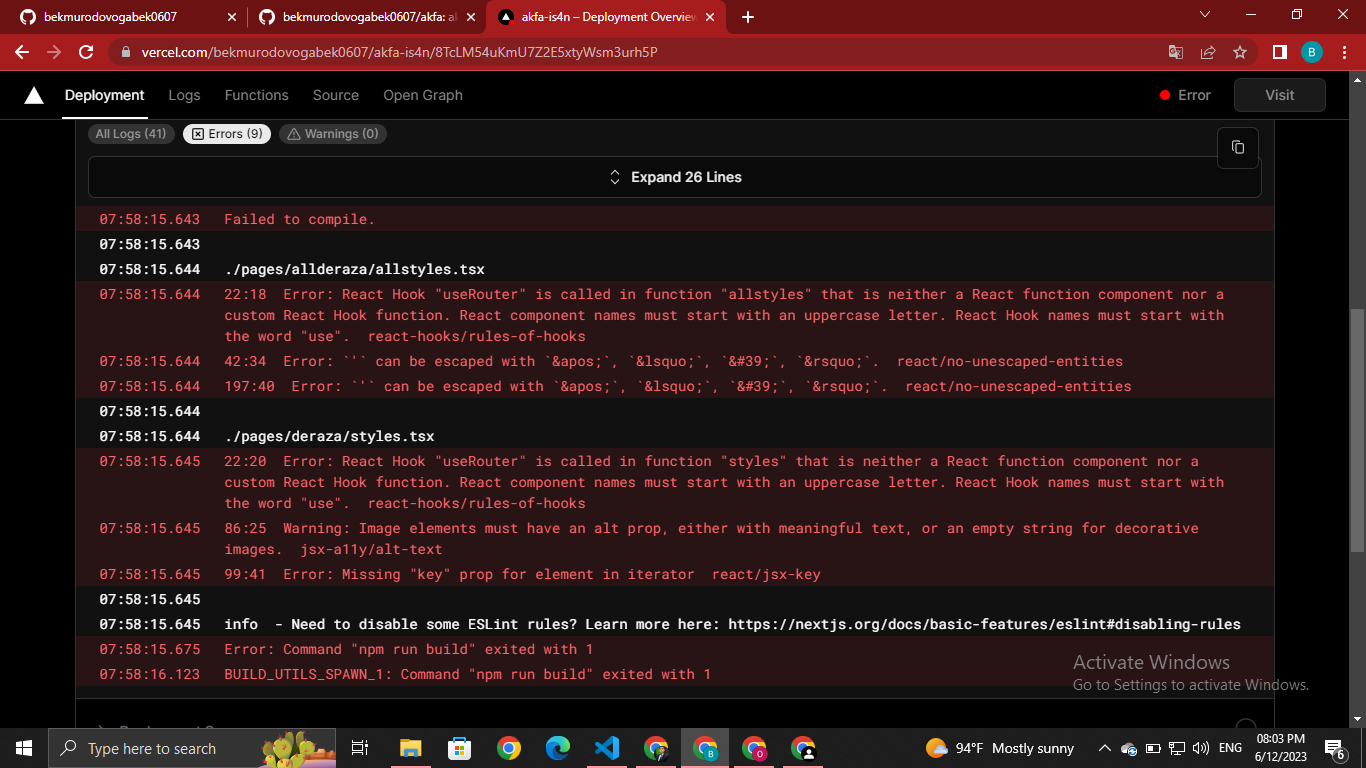 bekmurodovogabek0607
bekmurodovogabek0607/akfa: a
akfa-is4n – Deployment Overview
vercel.com/bekmurodovogabek0607/akfa-is4n/8TcLM54uKmU7Z2E5xtyWsm3urh5P
B
Deployment Logs Functions Source Open Graph Error Visit
All Logs (41) Errors (9) Warnings (0)
Expand 26 Lines
07:58:15.643 Failed to compile.
07:58:15.643
07:58:15.644 ./pages/allderaza/allstyles.tsx
07:58:15.644 22:18 Error: React Hook "useRouter" is called in function "allstyles" that is neither a React function component nor a
custom React Hook function. React component names must start with an uppercase letter. React Hook names must start with
the word "use". react-hooks/rules-of-hooks
07:58:15.644 42:34 Error: `'` can be escaped with `&apos;`, `&lsquo;`, `&#39;`, `&rsquo;`. react/no-unescaped-entities
07:58:15.644 197:40 Error: `'` can be escaped with `&apos;`, `&lsquo;`, `&#39;`, `&rsquo;`. react/no-unescaped-entities
07:58:15.644
07:58:15.644 ./pages/deraza/styles.tsx
07:58:15.645 22:20 Error: React Hook "useRouter" is called in function "styles" that is neither a React function component nor a
custom React Hook function. React component names must start with an uppercase letter. React Hook names must start with
the word "use". react-hooks/rules-of-hooks
07:58:15.645 86:25 Warning: Image elements must have an alt prop, either with meaningful text, or an empty string for decorative
images. jsx-a11y/alt-text
07:58:15.645 99:41 Error: Missing "key" prop for element in iterator react/jsx-key
07:58:15.645
07:58:15.645 info - Need to disable some ESLint rules? Learn more here: https://nextjs.org/docs/basic-features/eslint#disabling-rules
07:58:15.675 Error: Command "npm run build" exited with 1
07:58:16.123 BUILD_UTILS_SPAWN_1: Command "npm run build" exited with 1
Activate Windows
Go to Settings to activate Windows.
Type here to search
94°F Mostly sunny
ENG
08:03 PM
6/12/2023
6